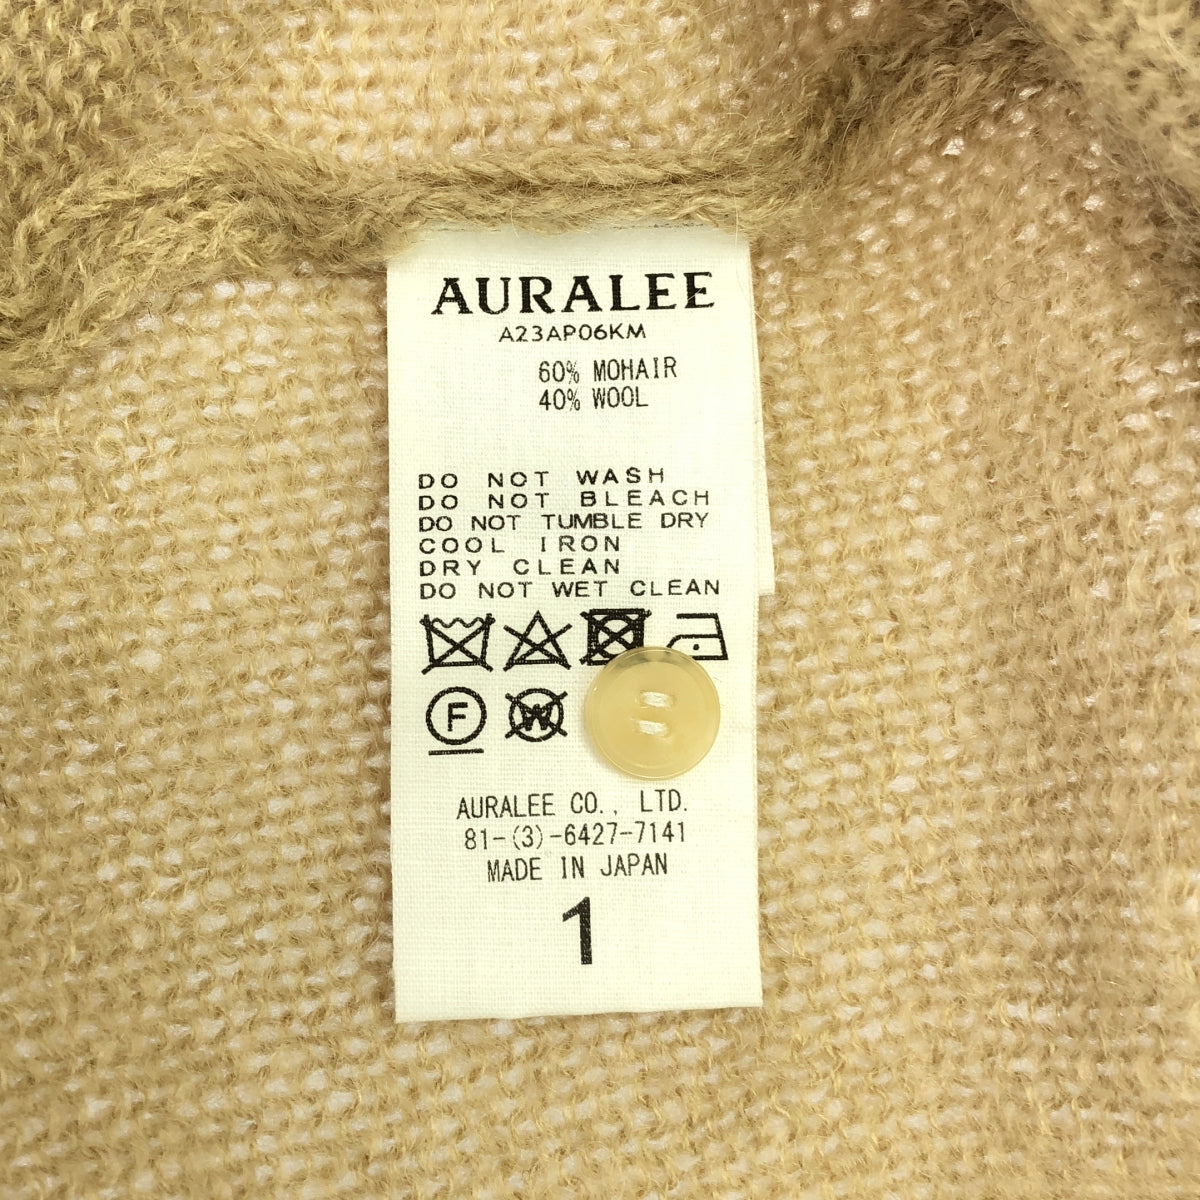 AURALEE
A23AP06KM
60% MOHAIR
40% WOOL
DO NOT WASH
DO NOT BLEACH
DO NOT TUMBLE DRY
COOL IRON
DRY CLEAN
DO NOT WET CLEAN
F W
AURALEE CO., LTD.
81-(3)-6427-7141
MADE IN JAPAN
1